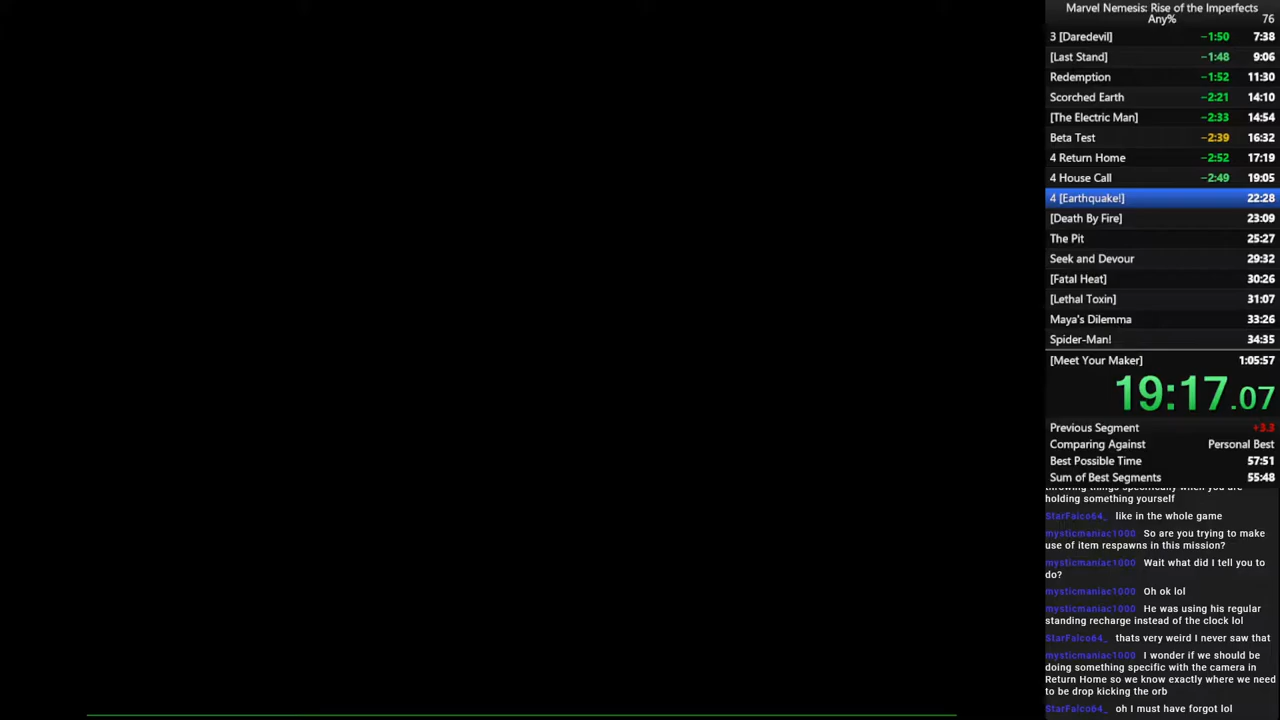 Marvel Nemesis: Rise of the Imperfects
Any% 76
3 [Daredevil] −1:50 7:38
[Last Stand] −1:48 9:06
Redemption −1:52 11:30
Scorched Earth −2:21 14:10
[The Electric Man] −2:33 14:54
Beta Test −2:39 16:32
4 Return Home −2:52 17:19
4 House Call −2:49 19:05
4 [Earthquake!] 22:28
[Death By Fire] 23:09
The Pit 25:27
Seek and Devour 29:32
[Fatal Heat] 30:26
[Lethal Toxin] 31:07
Maya's Dilemma 33:26
Spider-Man! 34:35
[Meet Your Maker] 1:05:57
19:17.07
Previous Segment +3.3
Comparing Against Personal Best
Best Possible Time 57:51
Sum of Best Segments 55:48
throwing things specifically when you are
holding something yourself
StarFalco64_ like in the whole game
mysticmaniac1000 So are you trying to make
use of item respawns in this mission?
mysticmaniac1000 Wait what did I tell you to
do?
mysticmaniac1000 Oh ok lol
mysticmaniac1000 He was using his regular
standing recharge instead of the clock lol
StarFalco64_ thats very weird I never saw that
mysticmaniac1000 I wonder if we should be
doing something specific with the camera in
Return Home so we know exactly where we need
to be drop kicking the orb
StarFalco64_ oh I must have forgot lol